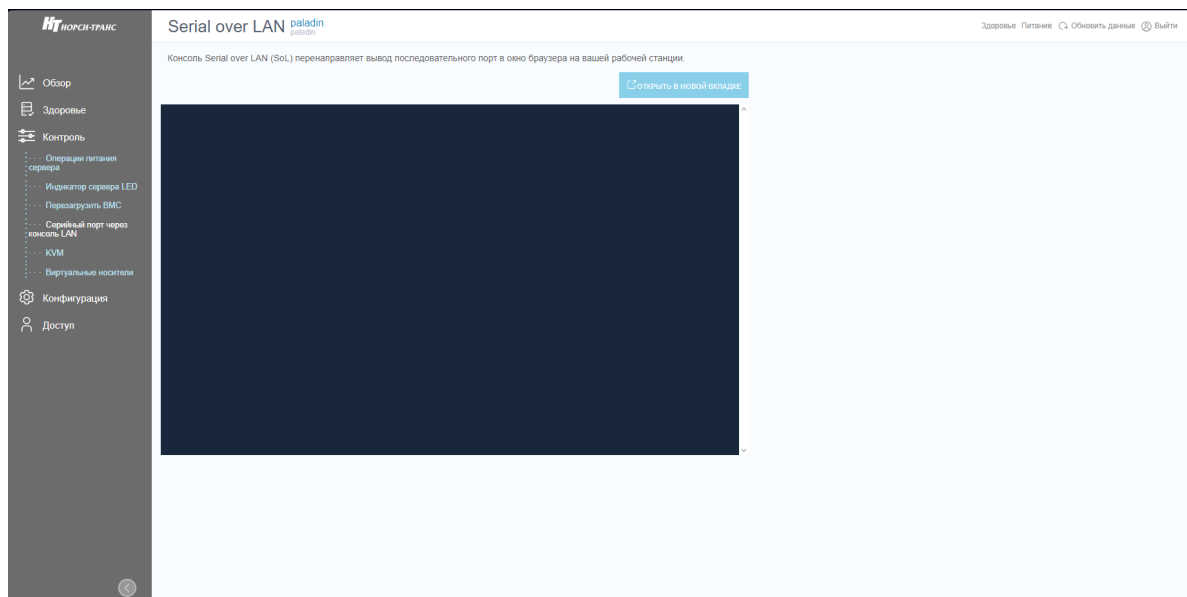 НТ НОРСИ-ТРАНС
Serial over LAN paladin
paladin
Здоровье Питание Обновить данные Выйти
Консоль Serial over LAN (SoL) перенаправляет вывод последовательного порт в окно браузера на вашей рабочей станции.
ОТКРЫТЬ В НОВОЙ ВКЛАДКЕ
Обзор
Здоровье
Контроль
Операции питания
сервера
Индикатор сервера LED
Перезагрузить BMC
Серийный порт через
консоль LAN
KVM
Виртуальные носители
Конфигурация
Доступ